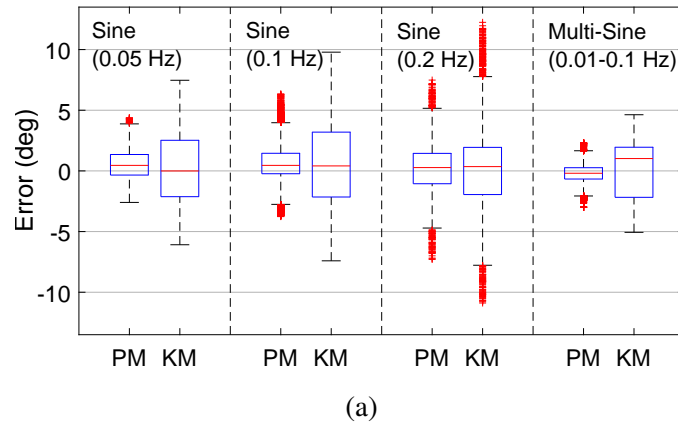 Error (deg)
10
5
0
-5
-10
Sine
(0.05 Hz)
Sine
(0.1 Hz)
Sine
(0.2 Hz)
Multi-Sine
(0.01-0.1 Hz)
PM KM PM KM PM KM PM KM
(a)